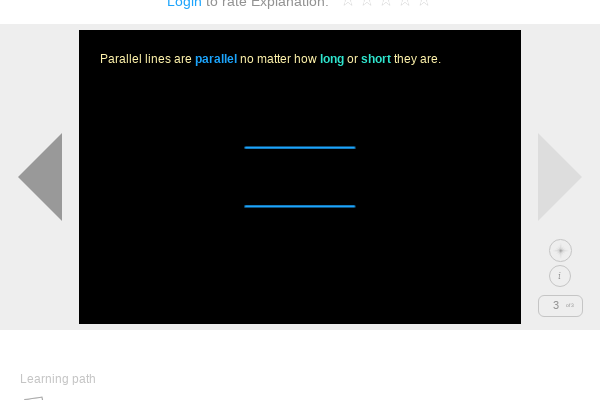 Login to rate Explanation:
Parallel lines are parallel no matter how long or short they are.
i
3
Learning path